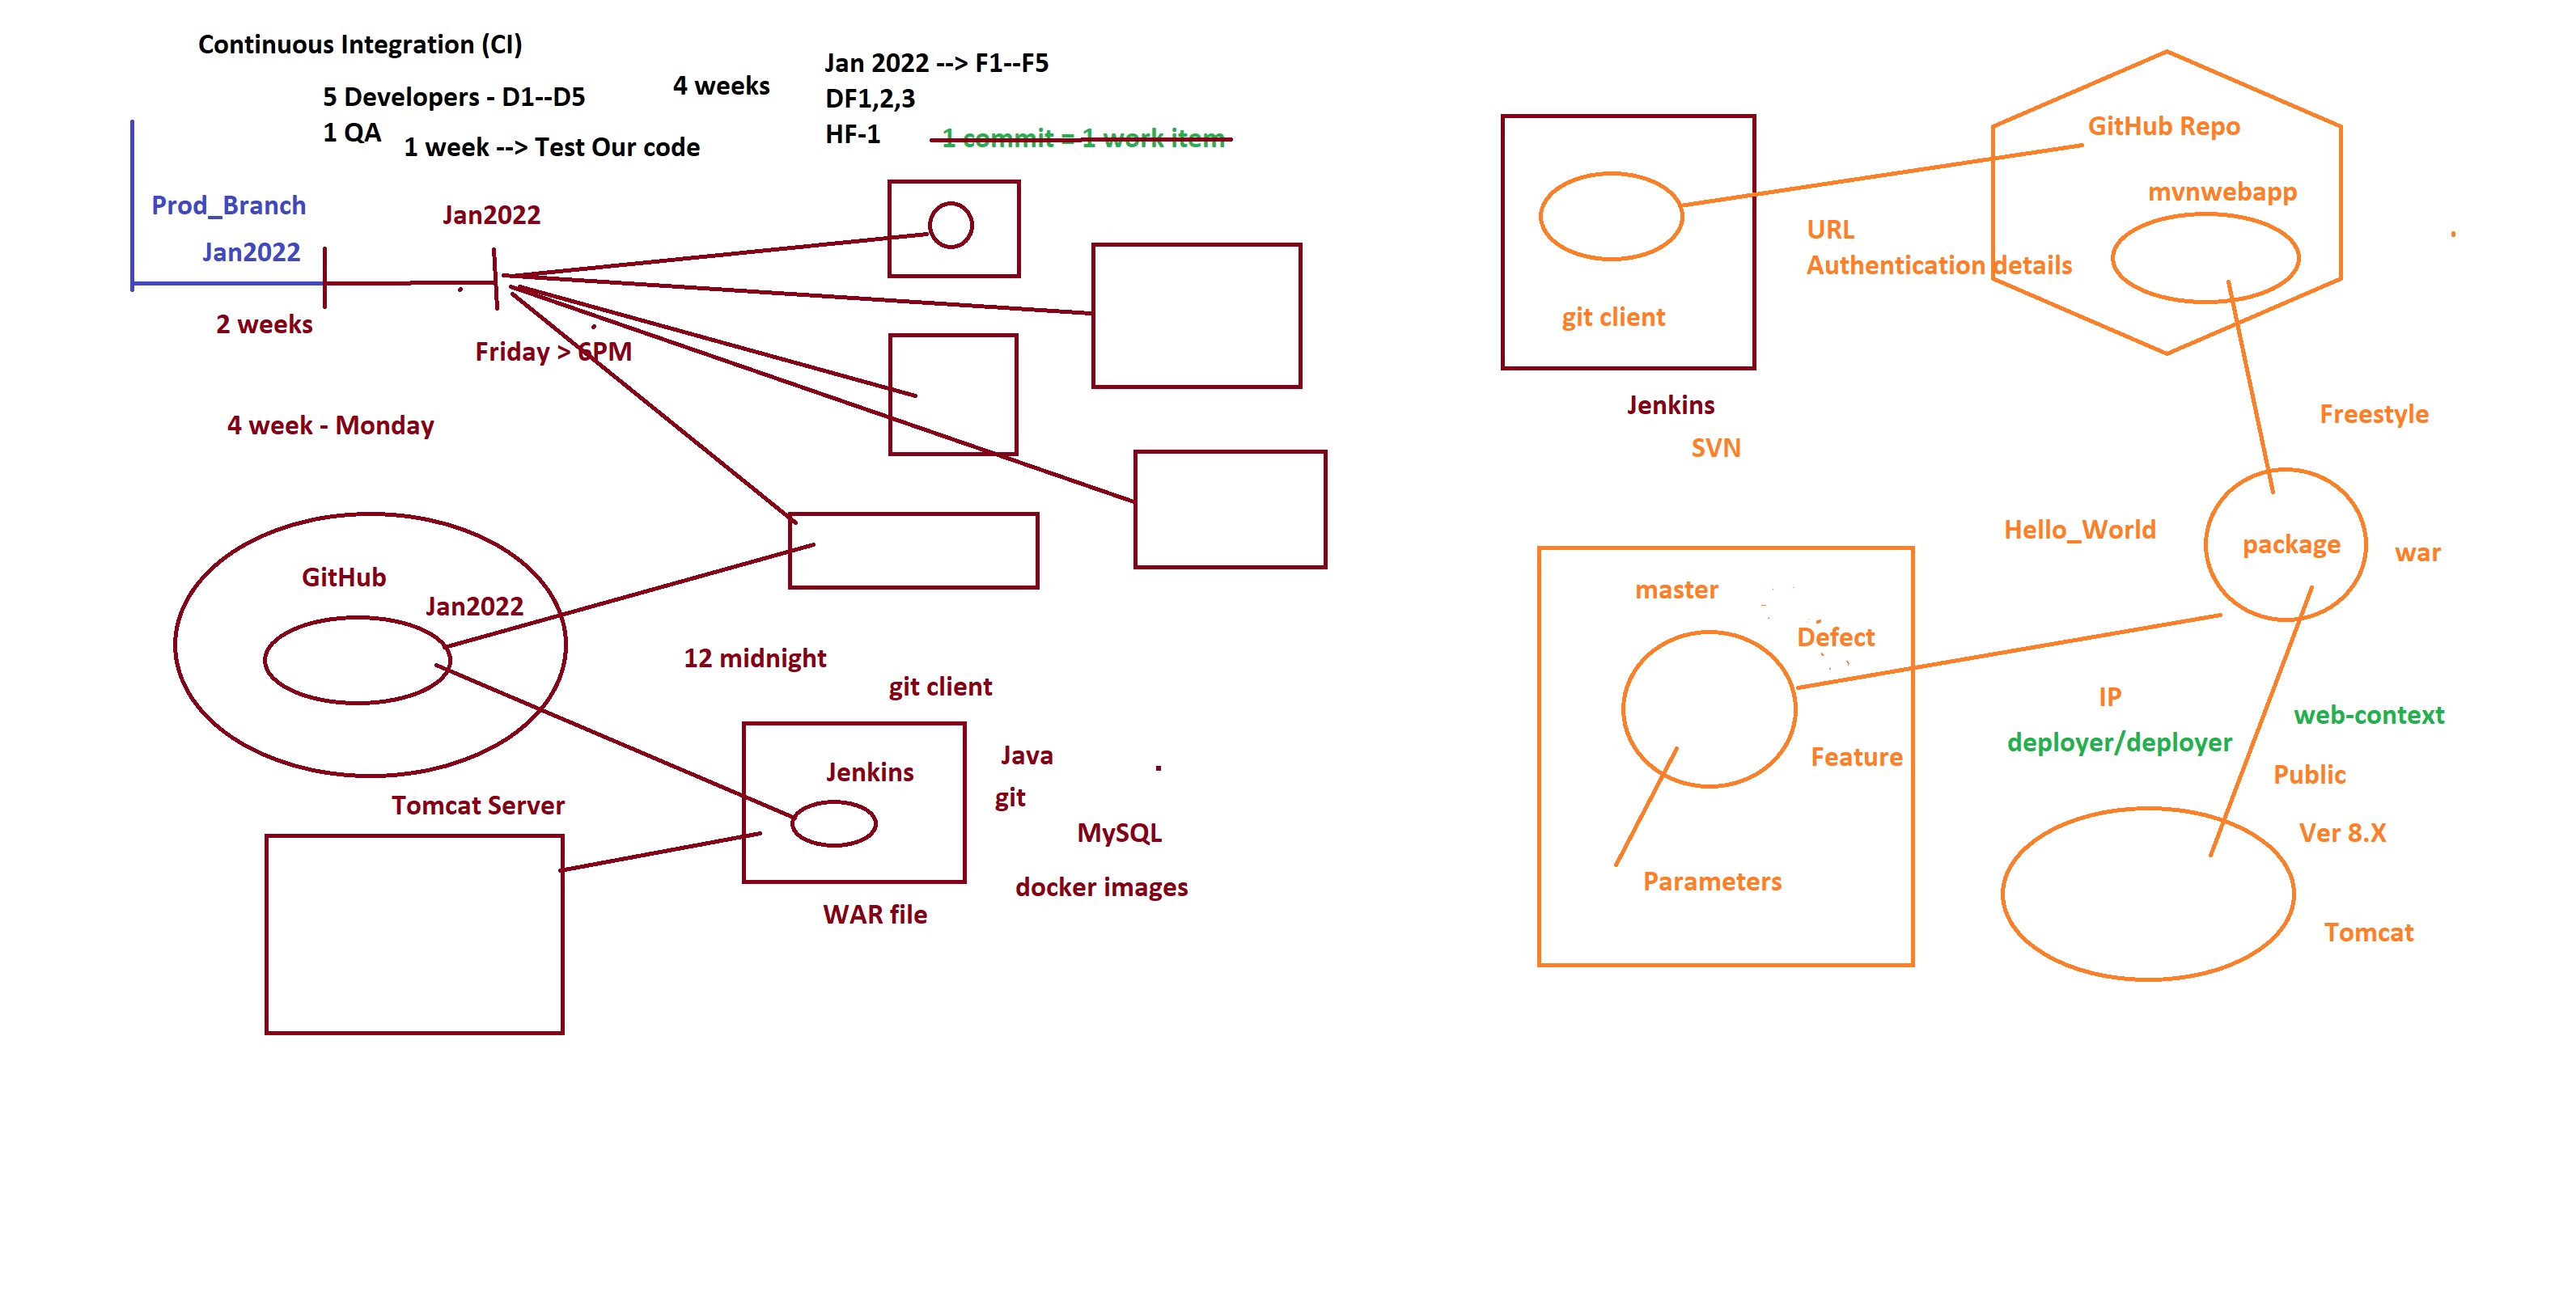 Continuous Integration (CI)
5 Developers - D1--D5
1 QA
1 week --> Test Our code
4 weeks
Jan 2022 --> F1--F5
DF1,2,3
HF-1
1 commit = 1 work item
Prod_Branch
Jan2022
Jan2022
2 weeks
Friday > 6PM
4 week - Monday
GitHub
Jan2022
12 midnight
git client
Jenkins
Java
git
MySQL
docker images
WAR file
Tomcat Server
GitHub Repo
mvnwebapp
URL
Authentication details
git client
Jenkins
SVN
Freestyle
Hello_World
package
war
master
Defect
Feature
Parameters
IP
deployer/deployer
web-context
Public
Ver 8.X
Tomcat